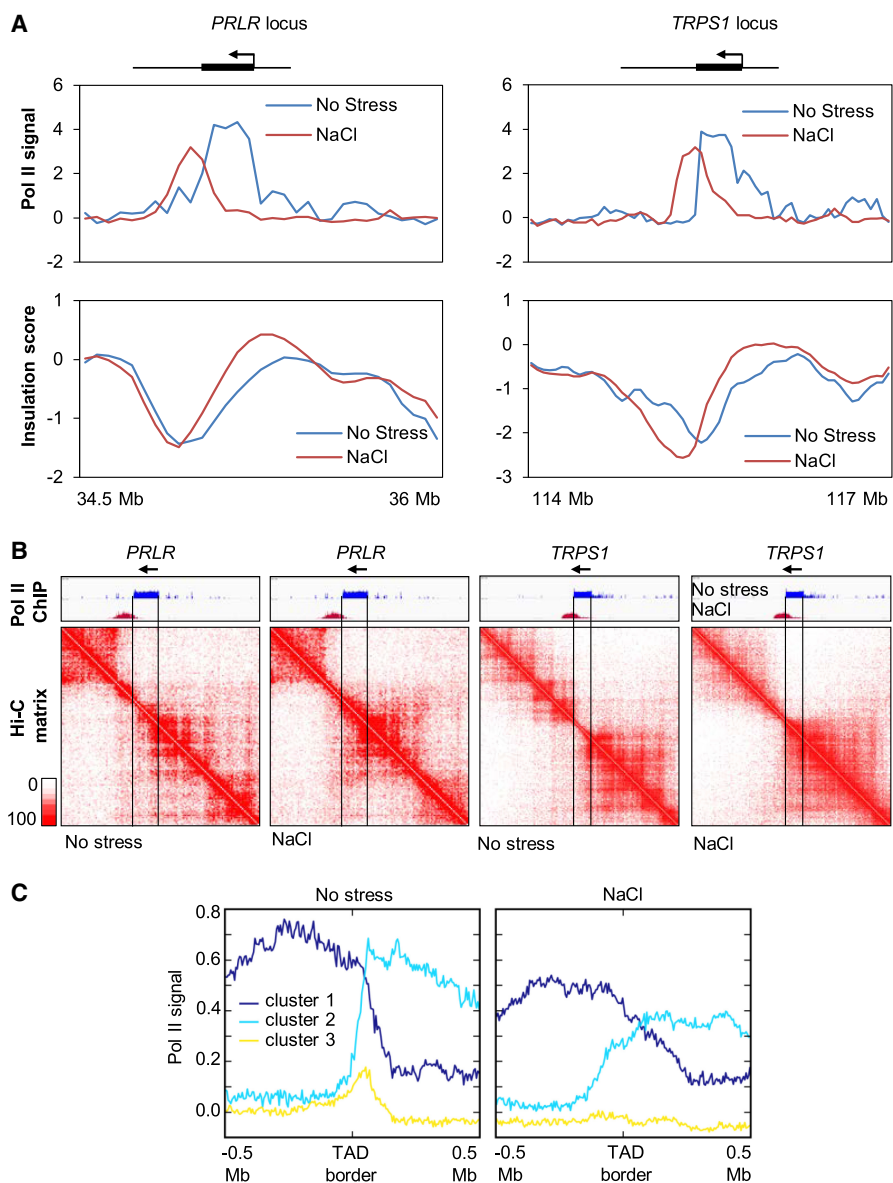 A
PRLR locus
TRPS1 locus
Pol II signal
6
4
2
0
-2
No Stress
NaCl
6
4
2
0
-2
No Stress
NaCl
Insulation score
1
0
-1
-2
No Stress
NaCl
34.5 Mb
36 Mb
1
0
-1
-2
-3
No Stress
NaCl
114 Mb
117 Mb
B
PRLR
PRLR
TRPS1
TRPS1
Pol II
ChIP
No stress
NaCl
Hi-C
matrix
0
100
No stress
NaCl
No stress
NaCl
C
No stress
NaCl
Pol II signal
0.8
0.6
0.4
0.2
0.0
cluster 1
cluster 2
cluster 3
-0.5
Mb
TAD
border
0.5
Mb
-0.5
Mb
TAD
border
0.5
Mb